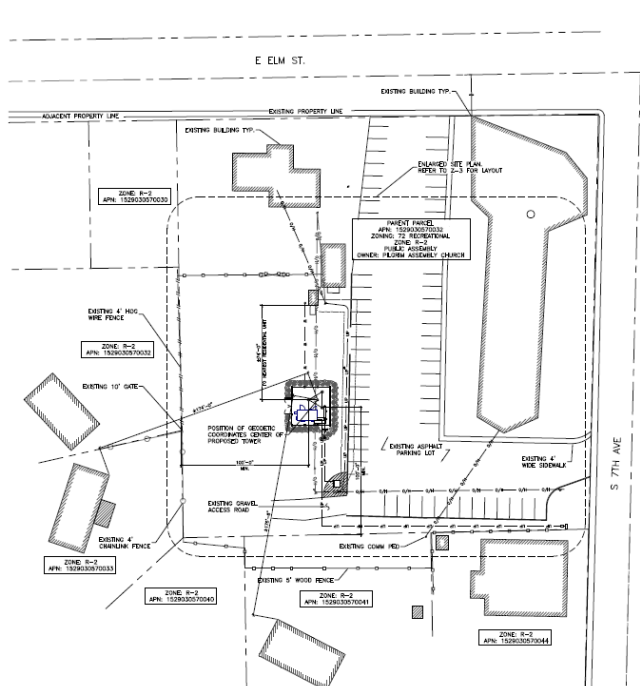 E ELM ST.
EXISTING BUILDING TYP.
EXISTING PROPERTY LINE
ADJACENT PROPERTY LINE
EXISTING BUILDING TYP.
ENLARGED SITE PLAN.
REFER TO Z-3 FOR LAYOUT
ZONE: R-2
APN: 1529030570030
PARENT PARCEL
APN: 1529030570032
ZONING: 72 RECREATIONAL
ZONE: R-2
PUBLIC ASSEMBLY
OWNER: PILGRIM ASSEMBLY CHURCH
EXISTING 4' HOG
WIRE FENCE
TO NEAREST RESIDENTIAL UNIT
ZONE: R-2
APN: 1529030570032
EXISTING 10' GATE
POSITION OF GEODETIC
COORDINATES CENTER OF
PROPOSED TOWER
EXISTING ASPHALT
PARKING LOT
EXISTING 4'
WIDE SIDEWALK
S 7TH AVE
MIN.
EXISTING GRAVEL
ACCESS ROAD
EXISTING 4'
CHAINLINK FENCE
EXISTING COMM PED
ZONE: R-2
APN: 1529030570033
EXISTING 5' WOOD FENCE
ZONE: R-2
APN: 1529030570040
ZONE: R-2
APN: 1529030570041
ZONE: R-2
APN: 1529030570044